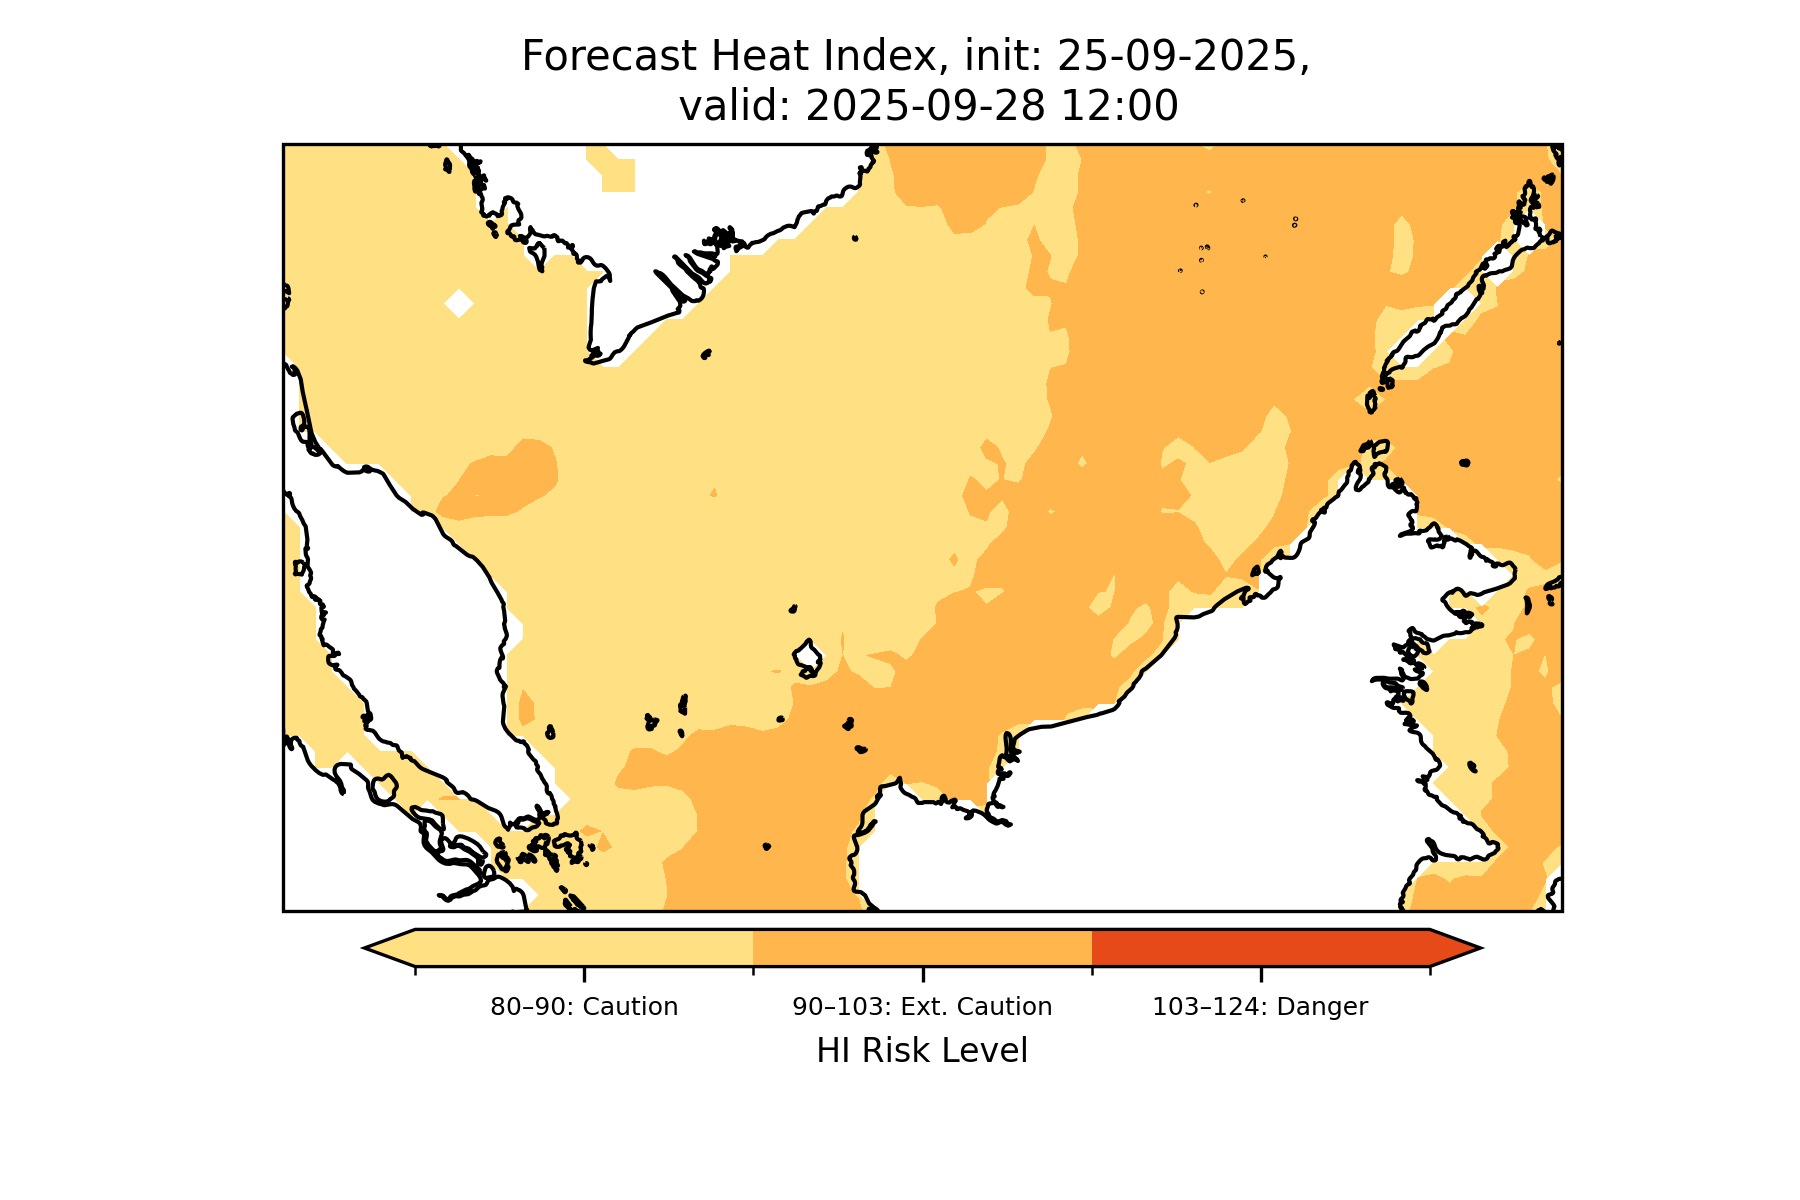 Forecast Heat Index, init: 25-09-2025,
valid: 2025-09-28 12:00
80–90: Caution
90–103: Ext. Caution
103–124: Danger
HI Risk Level